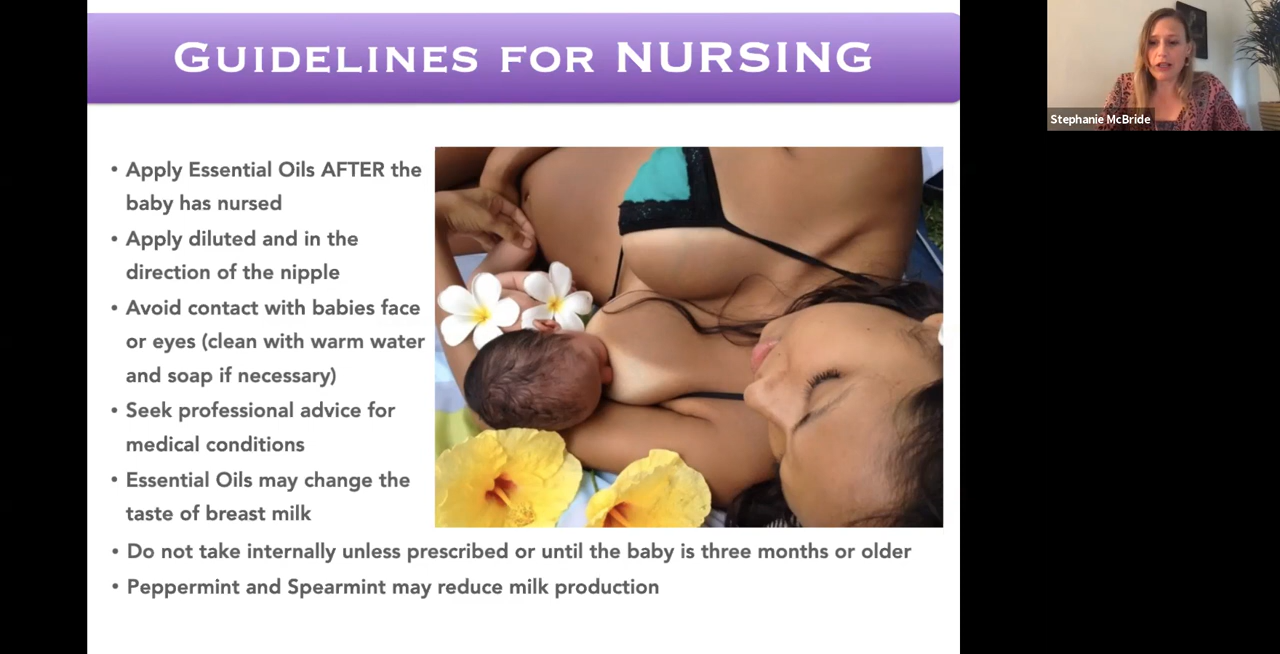 GUIDELINES FOR NURSING
Stephanie McBride
• Apply Essential Oils AFTER the
baby has nursed
• Apply diluted and in the
direction of the nipple
• Avoid contact with babies face
or eyes (clean with warm water
and soap if necessary)
• Seek professional advice for
medical conditions
• Essential Oils may change the
taste of breast milk
• Do not take internally unless prescribed or until the baby is three months or older
• Peppermint and Spearmint may reduce milk production